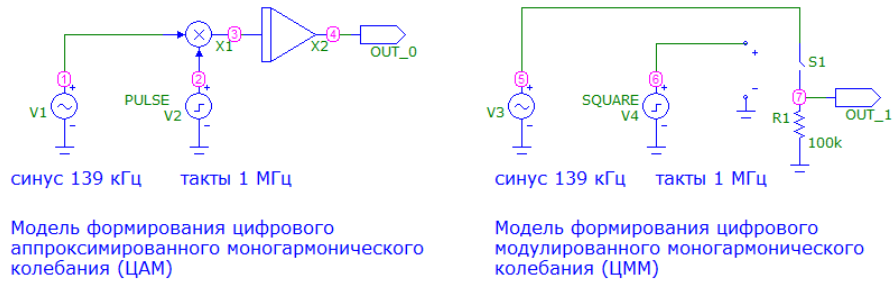 3
4
X1
X2
OUT_0
1
2
V1
PULSE
V2
синус 139 кГц
такты 1 МГц
Модель формирования цифрового
аппроксимированного моногармонического
колебания (ЦАМ)
5
6
S1
V3
SQUARE
V4
7
OUT_1
R1
100k
синус 139 кГц
такты 1 МГц
Модель формирования цифрового
модулированного моногармонического
колебания (ЦММ)